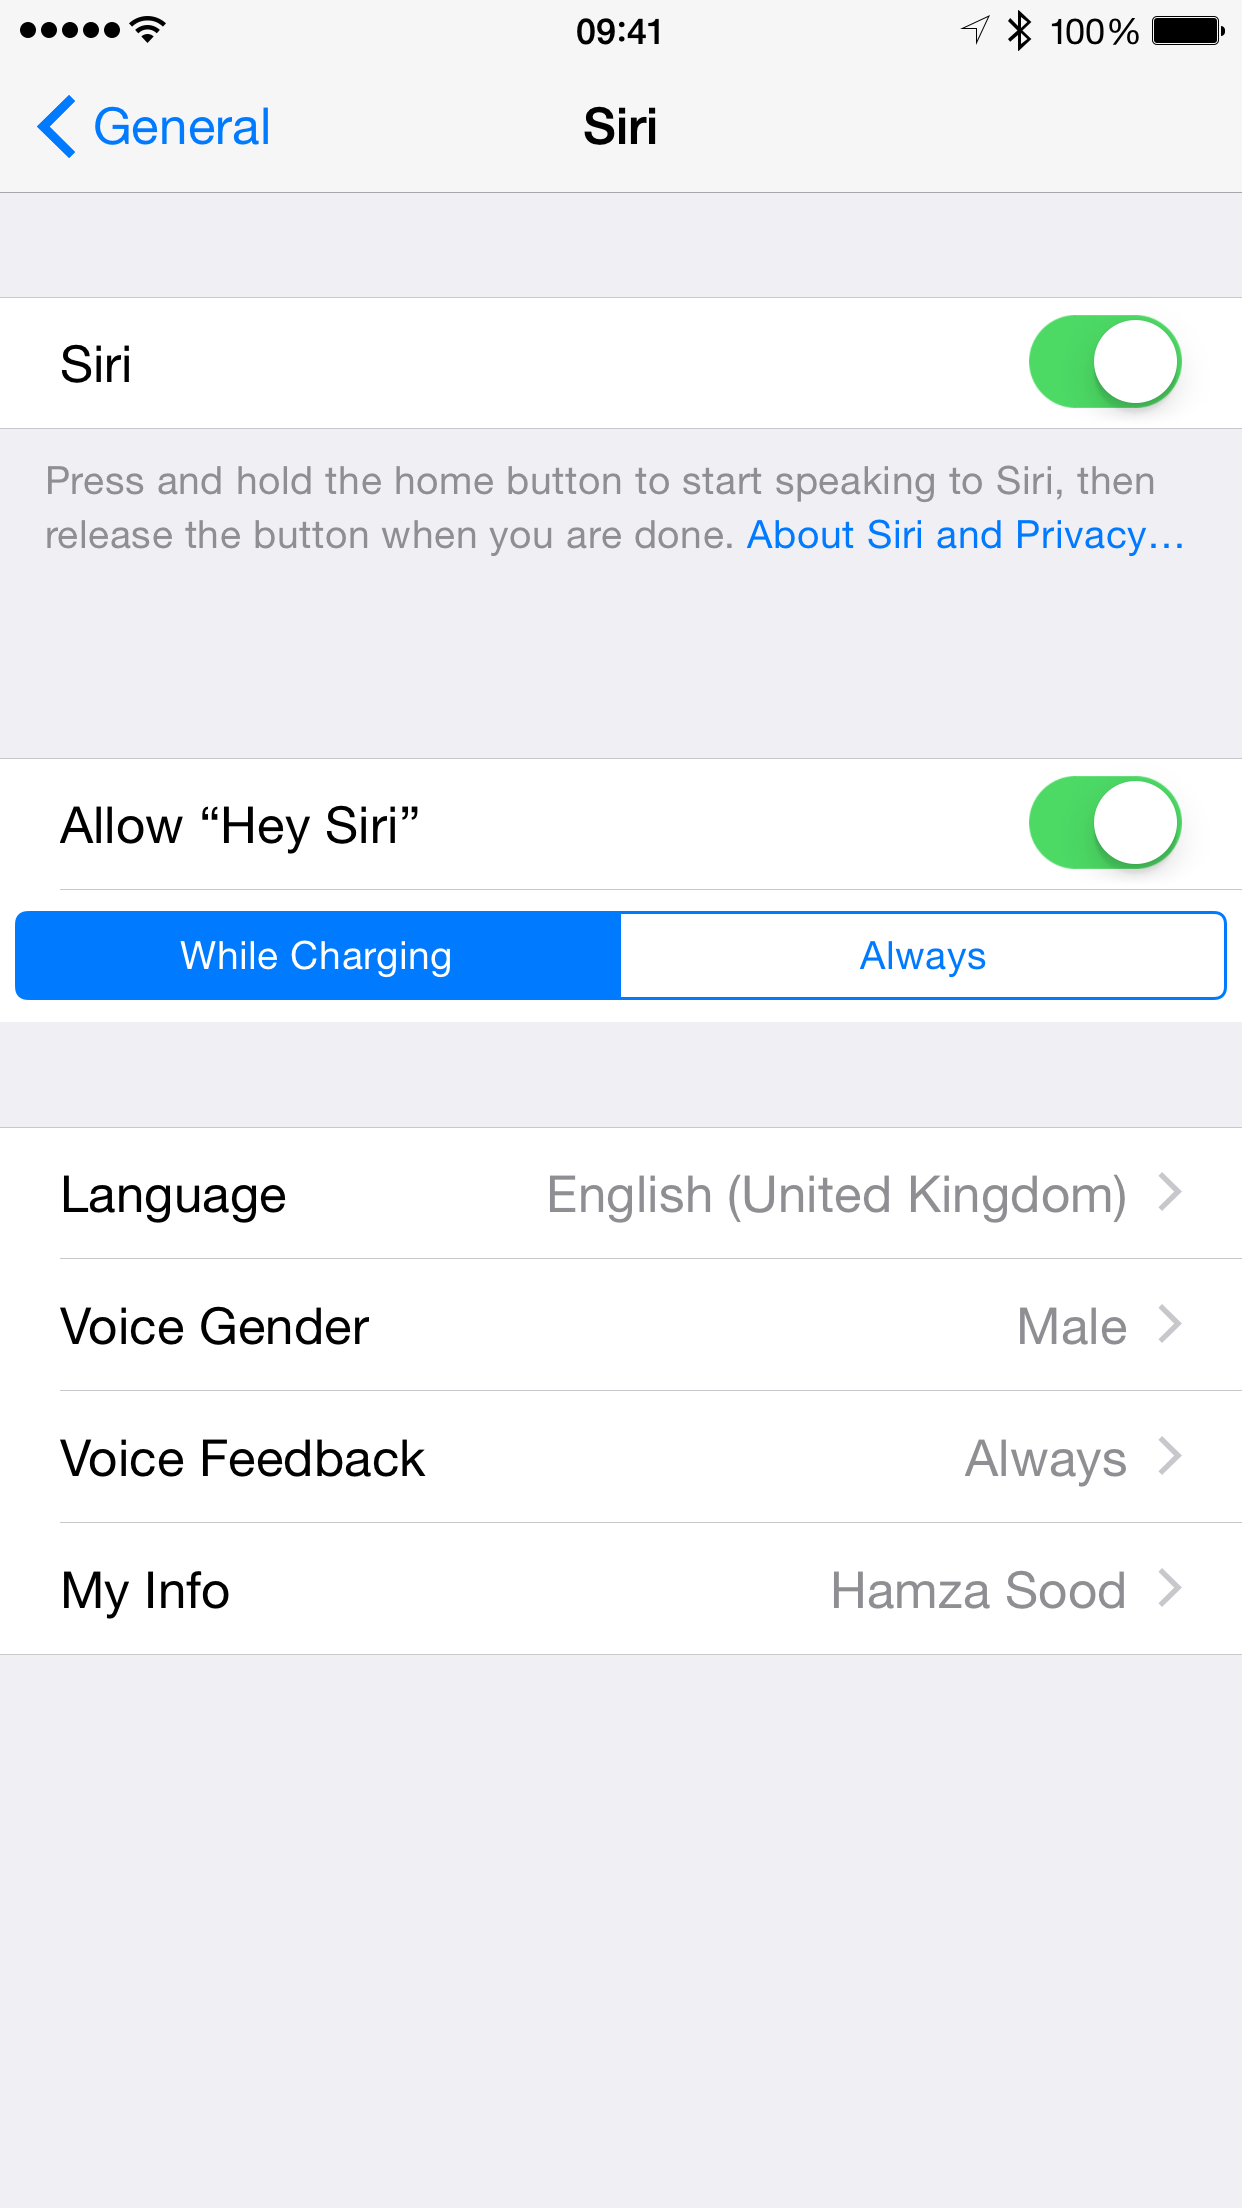 09:41
100%
General
Siri
Siri
Press and hold the home button to start speaking to Siri, then
release the button when you are done. About Siri and Privacy…
Allow “Hey Siri”
While Charging
Always
Language
English (United Kingdom)
Voice Gender
Male
Voice Feedback
Always
My Info
Hamza Sood